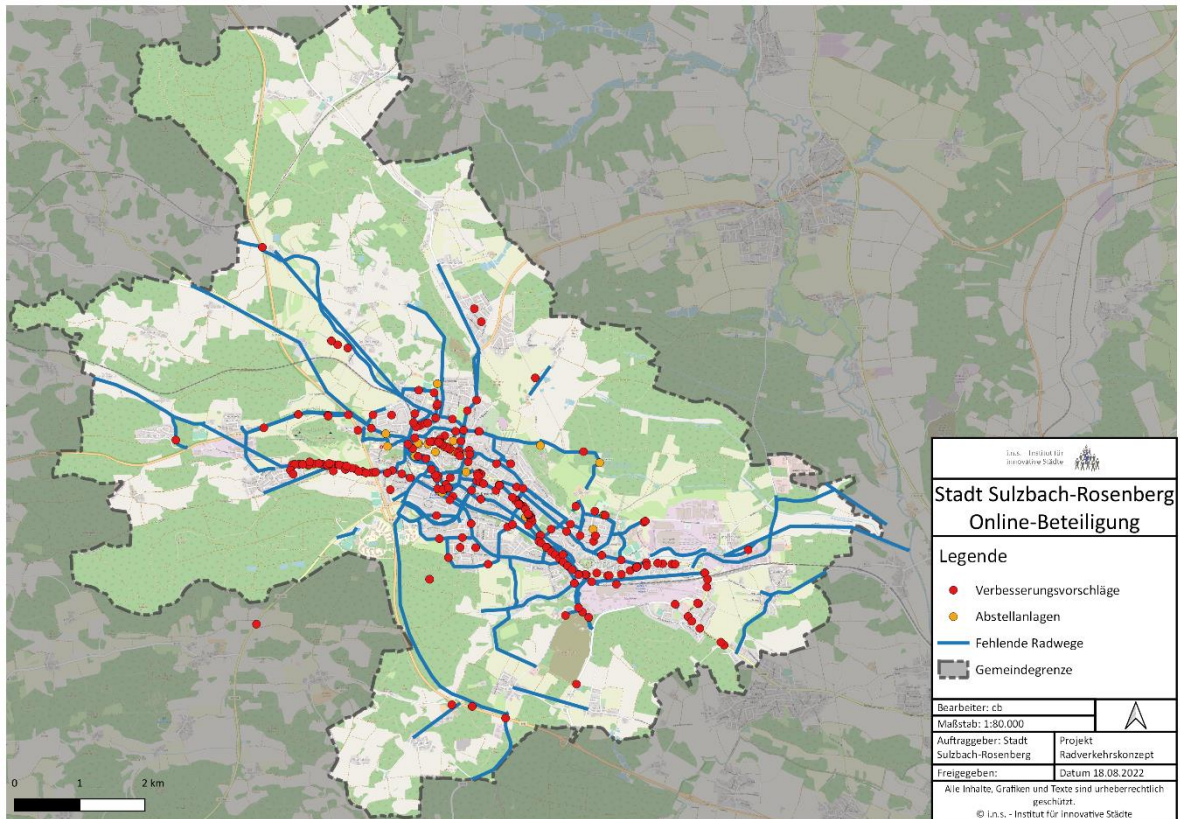 i.n.s. - Institut für
innovative Städte
Stadt Sulzbach-Rosenberg
Online-Beteiligung
Legende
Verbesserungsvorschläge
Abstellanlagen
Fehlende Radwege
Gemeindegrenze
Bearbeiter: cb
Maßstab: 1:80.000
Auftraggeber: Stadt
Sulzbach-Rosenberg
Projekt
Radverkehrskonzept
Freigegeben:
Datum 18.08.2022
Alle Inhalte, Grafiken und Texte sind urheberrechtlich
geschützt.
© i.n.s. - Institut für innovative Städte
0 1 2 km